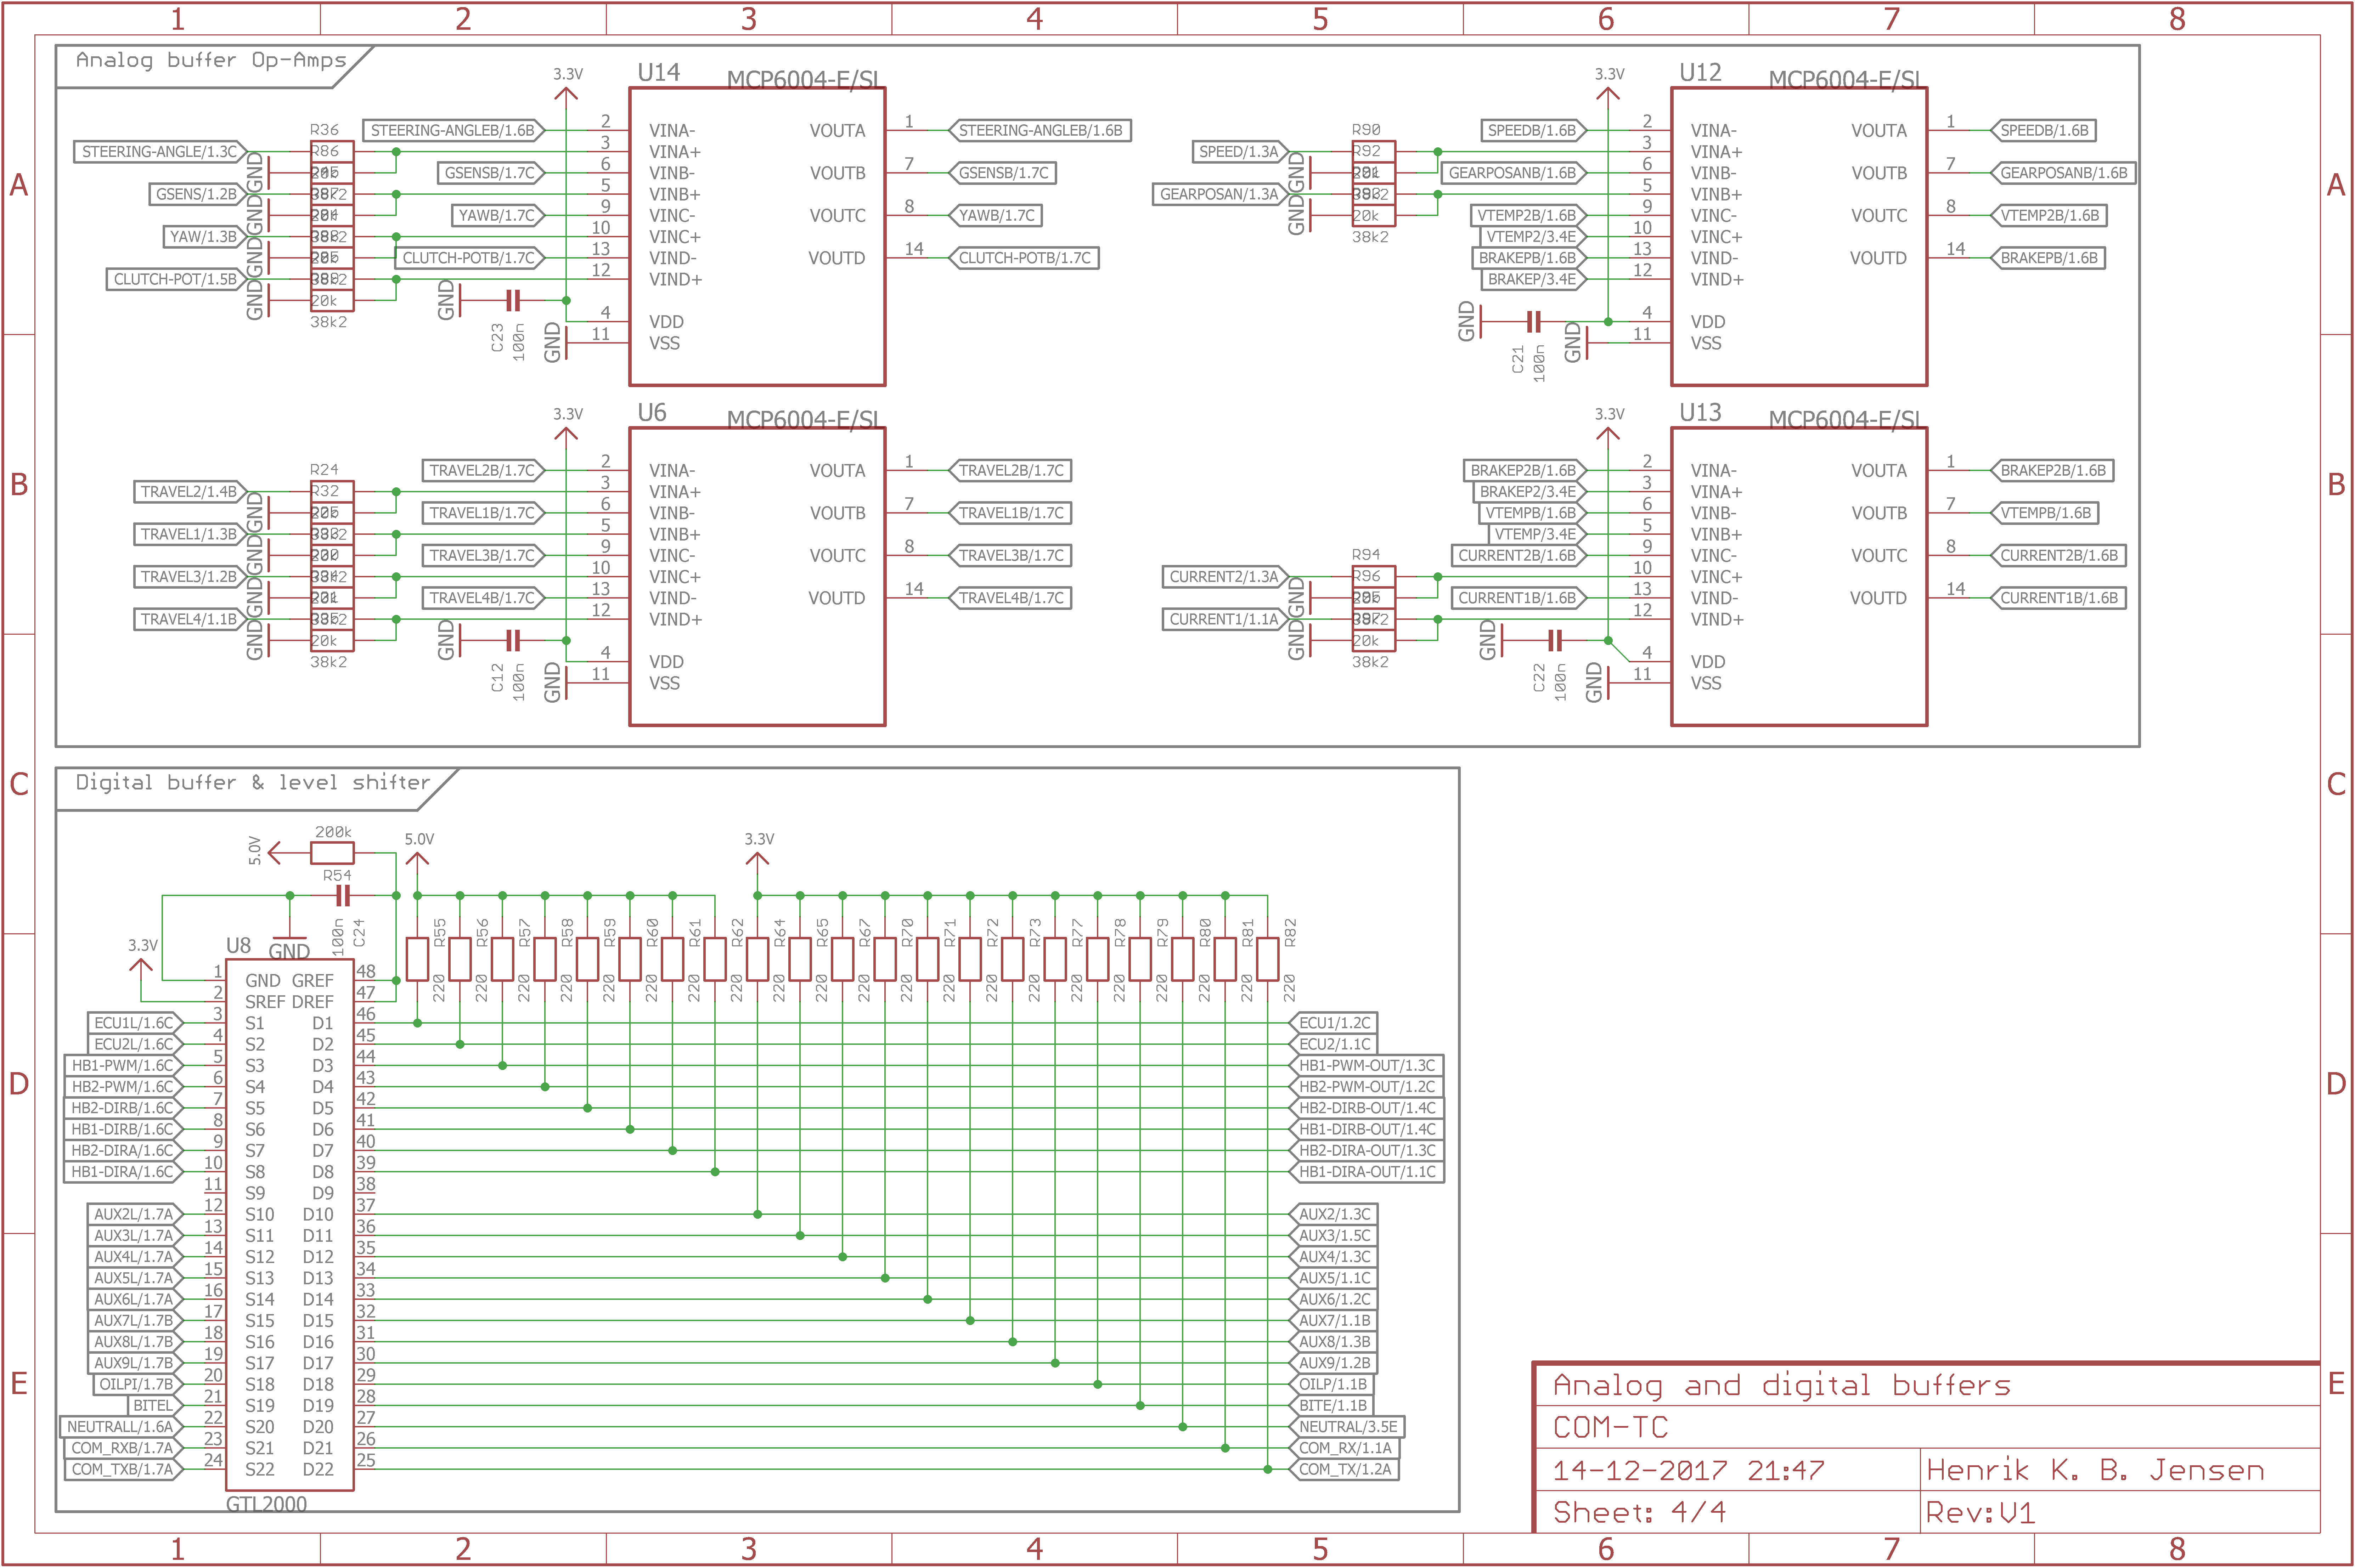 1 2 3 4 5 6 7 8
A
B
C
D
E
Analog buffer Op-Amps
3.3V
U14
MCP6004-E/SL
STEERING-ANGLE/1.3C
GSENS/1.2B
YAW/1.3B
CLUTCH-POT/1.5B
GND
GND
GND
GND
R36
R86
20k
38k2
STEERING-ANGLEB/1.6B
GSENSB/1.7C
YAWB/1.7C
CLUTCH-POTB/1.7C
GND
C23
100n
GND
2 VINA-
3 VINA+
6 VINB-
5 VINB+
9 VINC-
10 VINC+
13 VIND-
12 VIND+
4 VDD
11 VSS
VOUTA 1 STEERING-ANGLEB/1.6B
VOUTB 7 GSENSB/1.7C
VOUTC 8 YAWB/1.7C
VOUTD 14 CLUTCH-POTB/1.7C
3.3V
U12
MCP6004-E/SL
SPEED/1.3A
GEARPOSAN/1.3A
GND
GND
R90
R92
20k
38k2
SPEEDB/1.6B
GEARPOSANB/1.6B
VTEMP2B/1.6B
VTEMP2/3.4E
BRAKEPB/1.6B
BRAKEP/3.4E
GND
C21
100n
GND
2 VINA-
3 VINA+
6 VINB-
5 VINB+
9 VINC-
10 VINC+
13 VIND-
12 VIND+
4 VDD
11 VSS
VOUTA 1 SPEEDB/1.6B
VOUTB 7 GEARPOSANB/1.6B
VOUTC 8 VTEMP2B/1.6B
VOUTD 14 BRAKEPB/1.6B
3.3V
U6
MCP6004-E/SL
TRAVEL2/1.4B
TRAVEL1/1.3B
TRAVEL3/1.2B
TRAVEL4/1.1B
GND
GND
GND
GND
R24
R32
20k
38k2
TRAVEL2B/1.7C
TRAVEL1B/1.7C
TRAVEL3B/1.7C
TRAVEL4B/1.7C
GND
C12
100n
GND
2 VINA-
3 VINA+
6 VINB-
5 VINB+
9 VINC-
10 VINC+
13 VIND-
12 VIND+
4 VDD
11 VSS
VOUTA 1 TRAVEL2B/1.7C
VOUTB 7 TRAVEL1B/1.7C
VOUTC 8 TRAVEL3B/1.7C
VOUTD 14 TRAVEL4B/1.7C
3.3V
U13
MCP6004-E/SL
CURRENT2/1.3A
CURRENT1/1.1A
GND
GND
R94
R96
20k
38k2
BRAKEP2B/1.6B
BRAKEP2/3.4E
VTEMPB/1.6B
VTEMP/3.4E
CURRENT2B/1.6B
CURRENT1B/1.6B
GND
C22
100n
GND
2 VINA-
3 VINA+
6 VINB-
5 VINB+
9 VINC-
10 VINC+
13 VIND-
12 VIND+
4 VDD
11 VSS
VOUTA 1 BRAKEP2B/1.6B
VOUTB 7 VTEMPB/1.6B
VOUTC 8 CURRENT2B/1.6B
VOUTD 14 CURRENT1B/1.6B
Digital buffer & level shifter
200k
5.0V
R54
5.0V
3.3V
100n
C24
3.3V
GND
U8
R55 R56 R57 R58 R59 R60 R61 R62 R64 R65 R67 R70 R71 R72 R73 R77 R78 R79 R80 R81 R82
220 220 220 220 220 220 220 220 220 220 220 220 220 220 220 220 220 220 220 220 220
1 GND GREF 48
2 SREF DREF 47
ECU1L/1.6C 3 S1 D1 46 ECU1/1.2C
ECU2L/1.6C 4 S2 D2 45 ECU2/1.1C
HB1-PWM/1.6C 5 S3 D3 44 HB1-PWM-OUT/1.3C
HB2-PWM/1.6C 6 S4 D4 43 HB2-PWM-OUT/1.2C
HB2-DIRB/1.6C 7 S5 D5 42 HB2-DIRB-OUT/1.4C
HB1-DIRB/1.6C 8 S6 D6 41 HB1-DIRB-OUT/1.4C
HB2-DIRA/1.6C 9 S7 D7 40 HB2-DIRA-OUT/1.3C
HB1-DIRA/1.6C 10 S8 D8 39 HB1-DIRA-OUT/1.1C
11 S9 D9 38
AUX2L/1.7A 12 S10 D10 37 AUX2/1.3C
AUX3L/1.7A 13 S11 D11 36 AUX3/1.5C
AUX4L/1.7A 14 S12 D12 35 AUX4/1.3C
AUX5L/1.7A 15 S13 D13 34 AUX5/1.1C
AUX6L/1.7A 16 S14 D14 33 AUX6/1.2C
AUX7L/1.7B 17 S15 D15 32 AUX7/1.1B
AUX8L/1.7B 18 S16 D16 31 AUX8/1.3B
AUX9L/1.7B 19 S17 D17 30 AUX9/1.2B
OILPI/1.7B 20 S18 D18 29 OILP/1.1B
BITEL 21 S19 D19 28 BITE/1.1B
NEUTRALL/1.6A 22 S20 D20 27 NEUTRAL/3.5E
COM_RXB/1.7A 23 S21 D21 26 COM_RX/1.1A
COM_TXB/1.7A 24 S22 D22 25 COM_TX/1.2A
GTL2000
Analog and digital buffers
COM-TC
14-12-2017 21:47
Henrik K. B. Jensen
Sheet: 4/4
Rev:V1
A
B
C
D
E
1 2 3 4 5 6 7 8